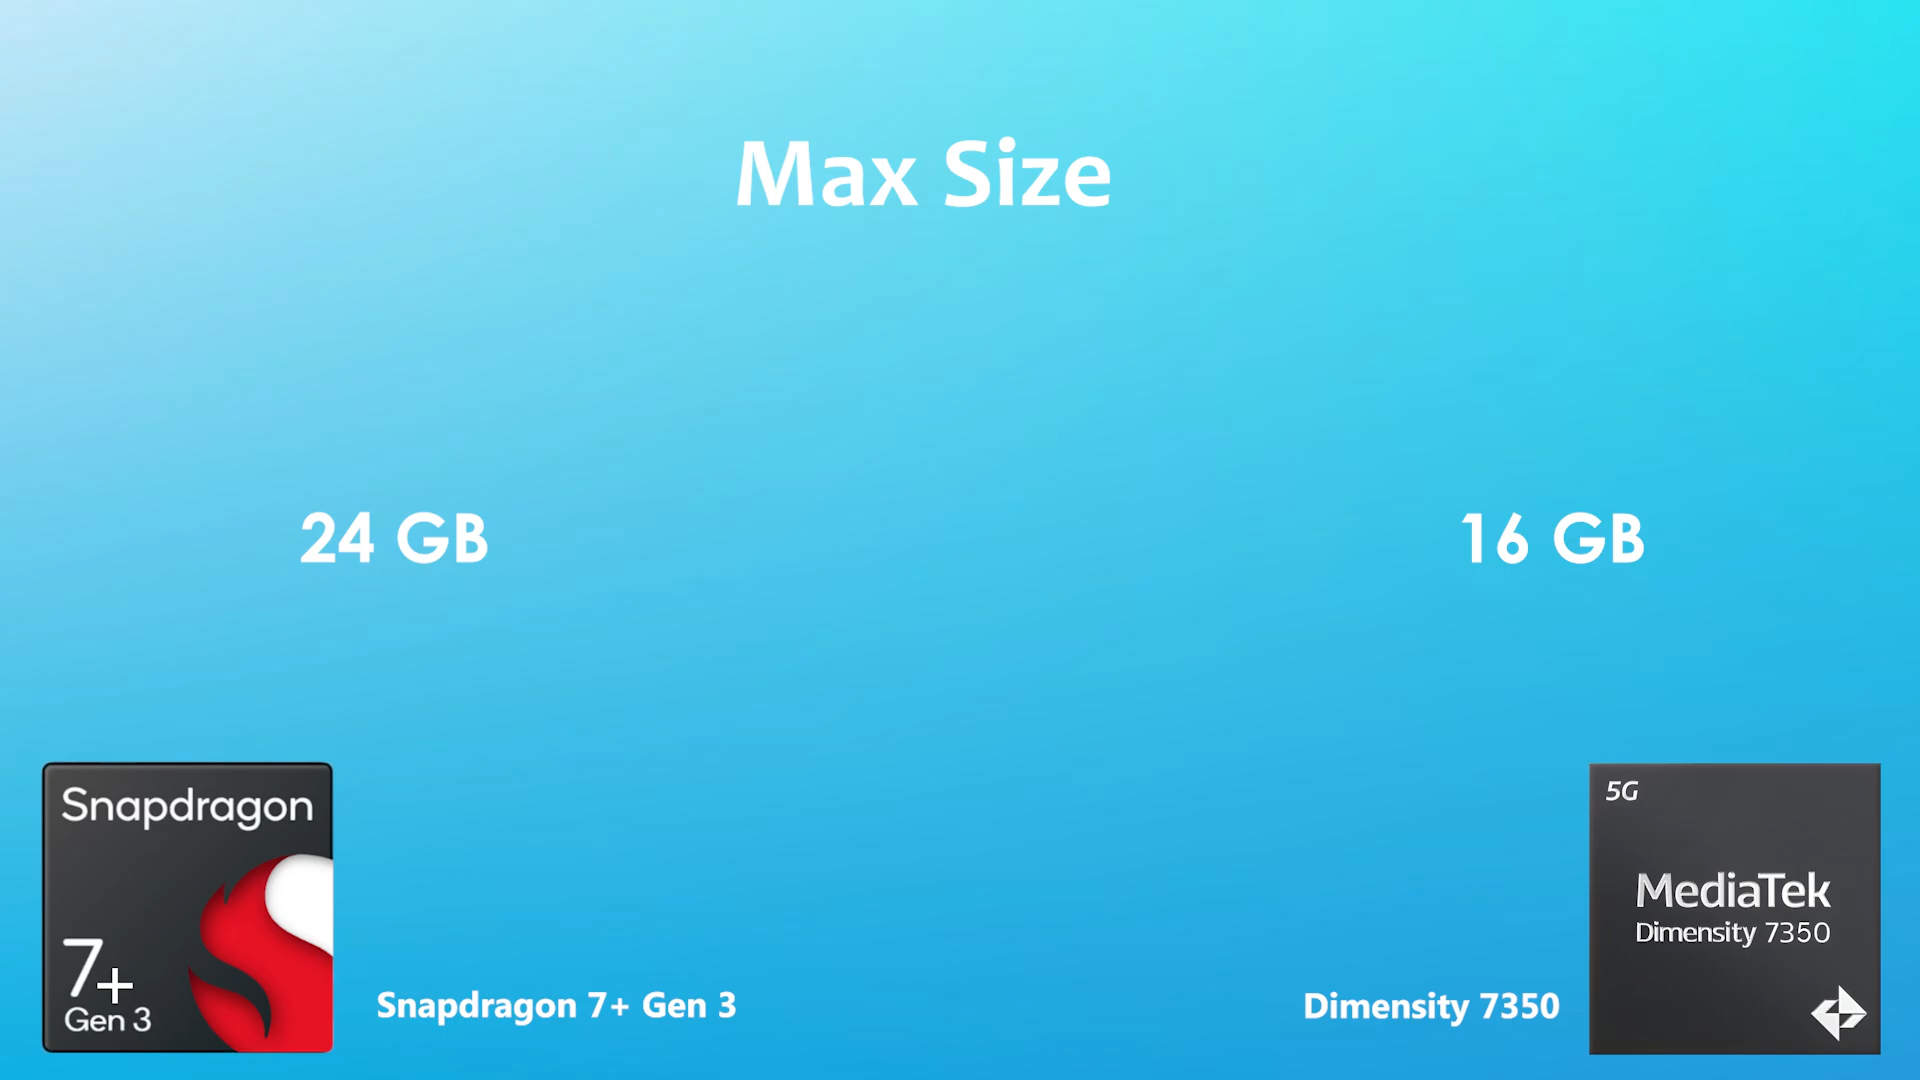 Max Size
24 GB
16 GB
Snapdragon
7+
Gen 3
Snapdragon 7+ Gen 3
Dimensity 7350
5G
MediaTek
Dimensity 7350